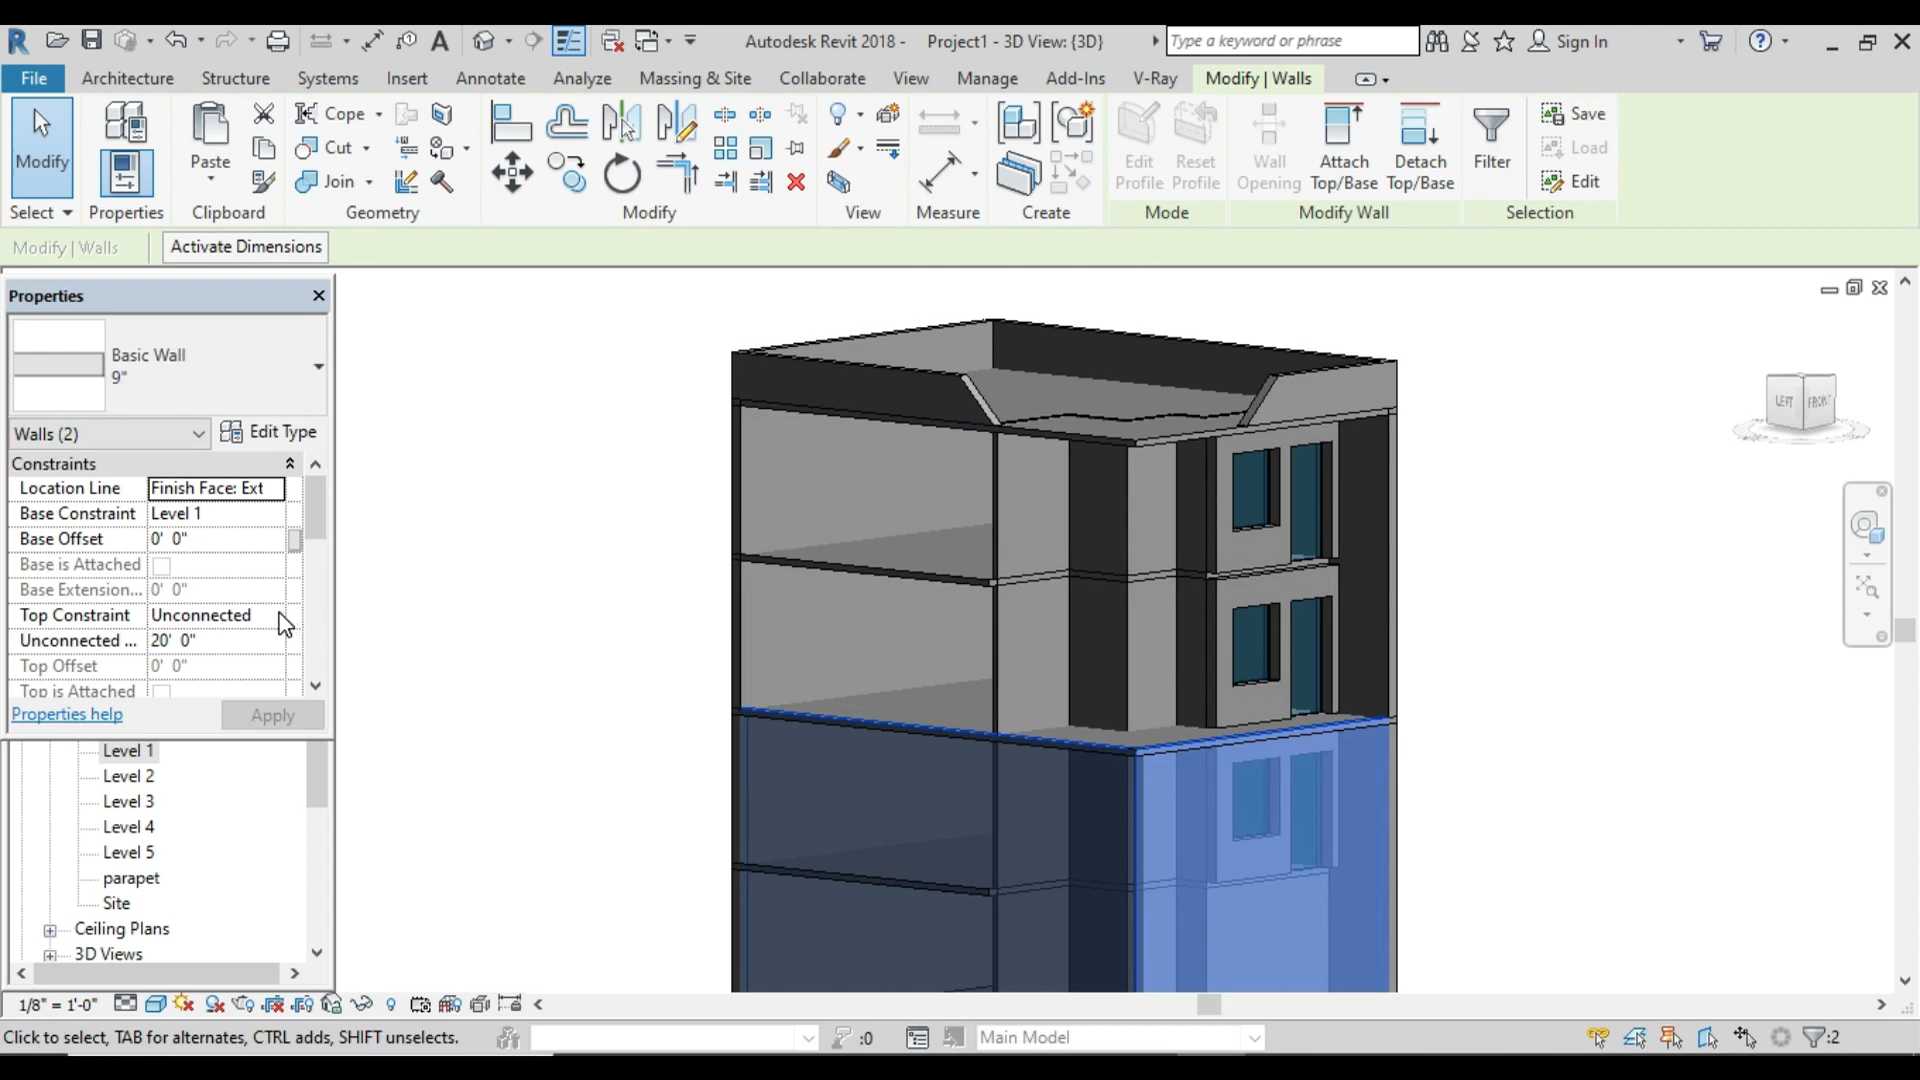 Autodesk Revit 2018 - Project1 - 3D View: {3D}
Type a keyword or phrase
Sign In
File Architecture Structure Systems Insert Annotate Analyze Massing & Site Collaborate View Manage Add-Ins V-Ray Modify | Walls
Modify
Paste
Cope
Cut
Join
Edit Profile
Reset Profile
Wall Opening
Attach Top/Base
Detach Top/Base
Filter
Save
Load
Edit
Select Properties Clipboard Geometry Modify View Measure Create Mode Modify Wall Selection
Modify | Walls Activate Dimensions
Properties
Basic Wall
9"
Walls (2) Edit Type
Constraints
Location Line Finish Face: Ext
Base Constraint Level 1
Base Offset 0' 0"
Base is Attached
Base Extension... 0' 0"
Top Constraint Unconnected
Unconnected ... 20' 0"
Top Offset 0' 0"
Top is Attached
Properties help Apply
Level 1
Level 2
Level 3
Level 4
Level 5
parapet
Site
Ceiling Plans
3D Views
LEFT FRONT
1/8" = 1'-0"
Click to select, TAB for alternates, CTRL adds, SHIFT unselects. :0 Main Model :2